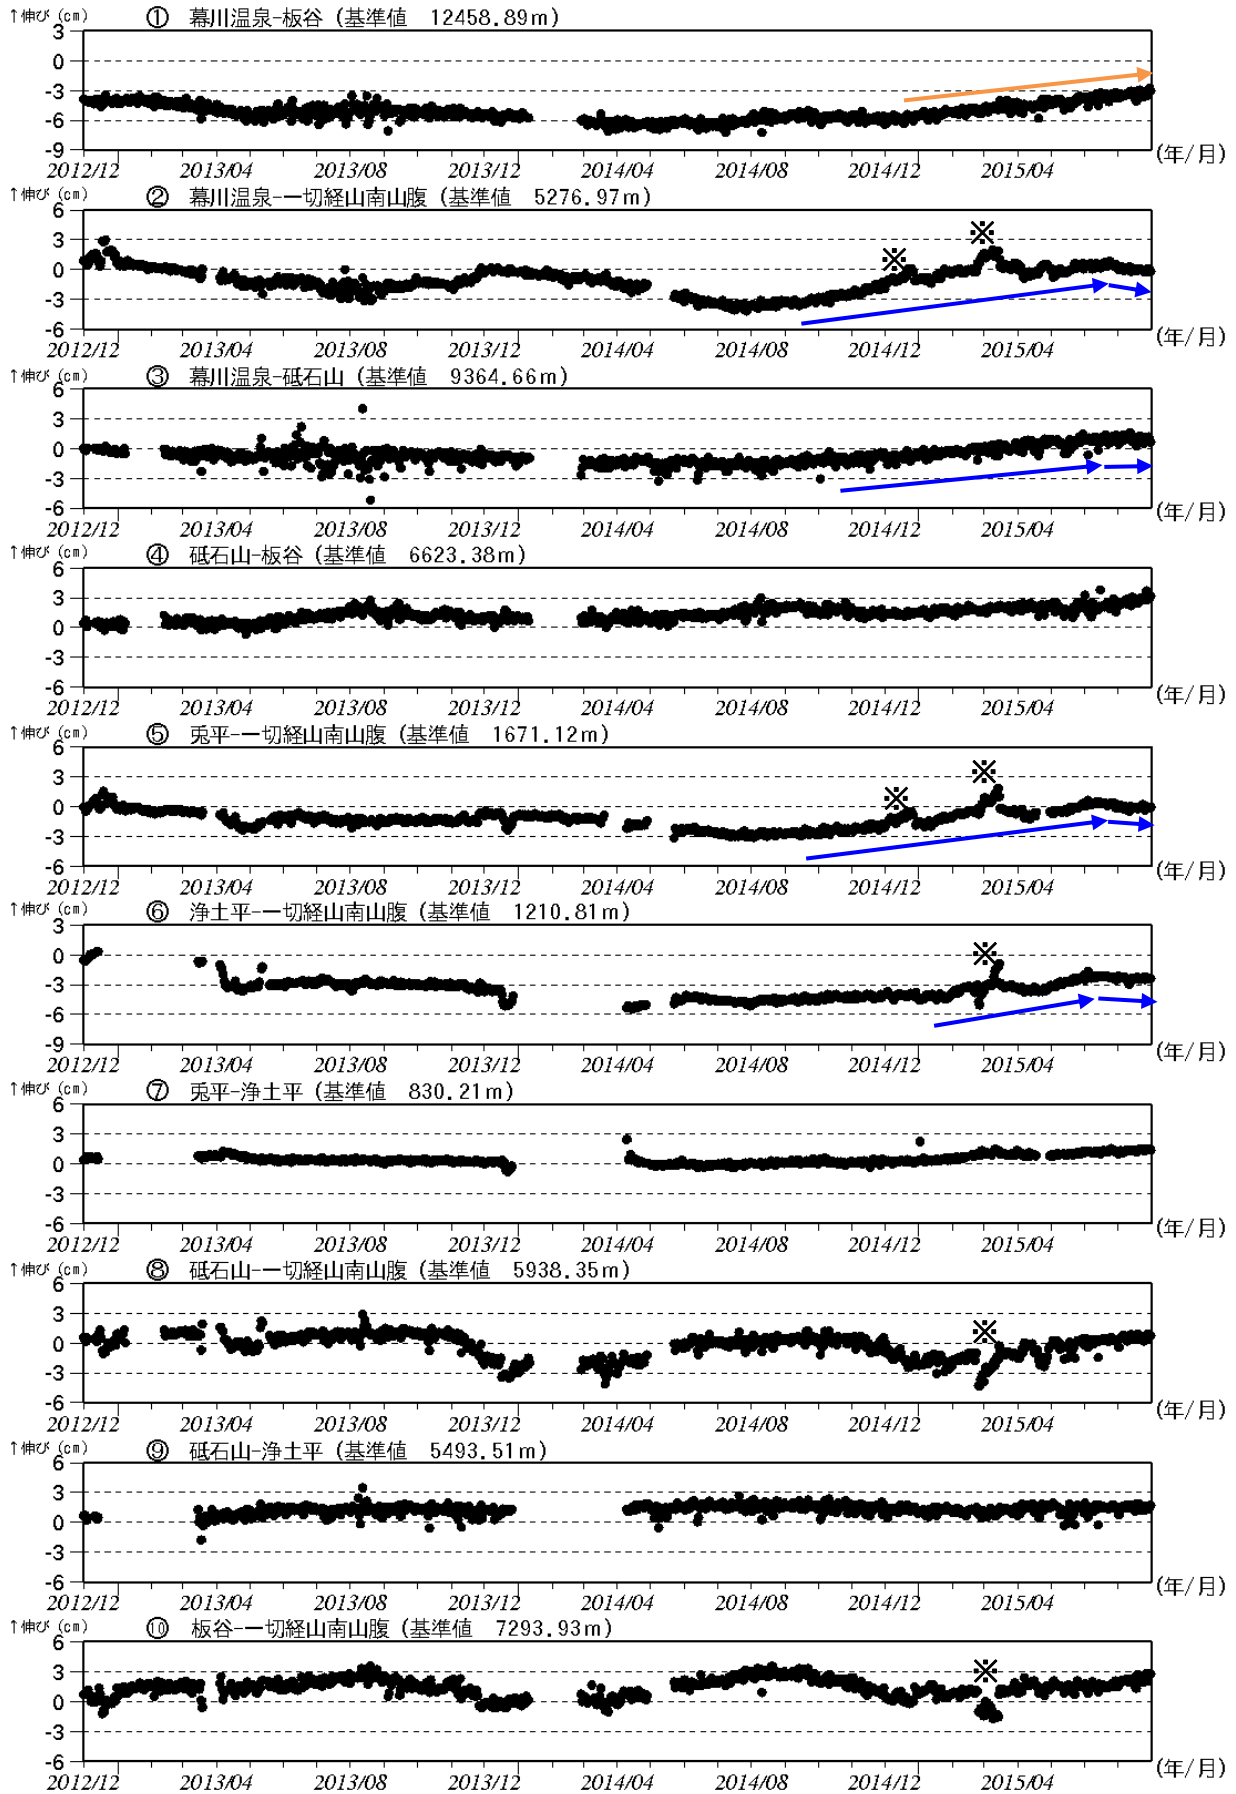 ↑伸び(cm) ① 幕川温泉-板谷 (基準値 12458.89m)
3
0
-3
-6
-9
2012/12 2013/04 2013/08 2013/12 2014/04 2014/08 2014/12 2015/04 (年/月)
↑伸び(cm) ② 幕川温泉-一切経山南山腹 (基準値 5276.97m)
6
3 ※
0 ※
-3
-6
2012/12 2013/04 2013/08 2013/12 2014/04 2014/08 2014/12 2015/04 (年/月)
↑伸び(cm) ③ 幕川温泉-砥石山 (基準値 9364.66m)
6
3
0
-3
-6
2012/12 2013/04 2013/08 2013/12 2014/04 2014/08 2014/12 2015/04 (年/月)
↑伸び(cm) ④ 砥石山-板谷 (基準値 6623.38m)
6
3
0
-3
-6
2012/12 2013/04 2013/08 2013/12 2014/04 2014/08 2014/12 2015/04 (年/月)
↑伸び(cm) ⑤ 兎平-一切経山南山腹 (基準値 1671.12m)
6
3 ※
0 ※
-3
-6
2012/12 2013/04 2013/08 2013/12 2014/04 2014/08 2014/12 2015/04 (年/月)
↑伸び(cm) ⑥ 浄土平-一切経山南山腹 (基準値 1210.81m)
3
0 ※
-3
-6
-9
2012/12 2013/04 2013/08 2013/12 2014/04 2014/08 2014/12 2015/04 (年/月)
↑伸び(cm) ⑦ 兎平-浄土平 (基準値 830.21m)
6
3
0
-3
-6
2012/12 2013/04 2013/08 2013/12 2014/04 2014/08 2014/12 2015/04 (年/月)
↑伸び(cm) ⑧ 砥石山-一切経山南山腹 (基準値 5938.35m)
6
3 ※
0
-3
-6
2012/12 2013/04 2013/08 2013/12 2014/04 2014/08 2014/12 2015/04 (年/月)
↑伸び(cm) ⑨ 砥石山-浄土平 (基準値 5493.51m)
6
3
0
-3
-6
2012/12 2013/04 2013/08 2013/12 2014/04 2014/08 2014/12 2015/04 (年/月)
↑伸び(cm) ⑩ 板谷-一切経山南山腹 (基準値 7293.93m)
6
3 ※
0
-3
-6
2012/12 2013/04 2013/08 2013/12 2014/04 2014/08 2014/12 2015/04 (年/月)